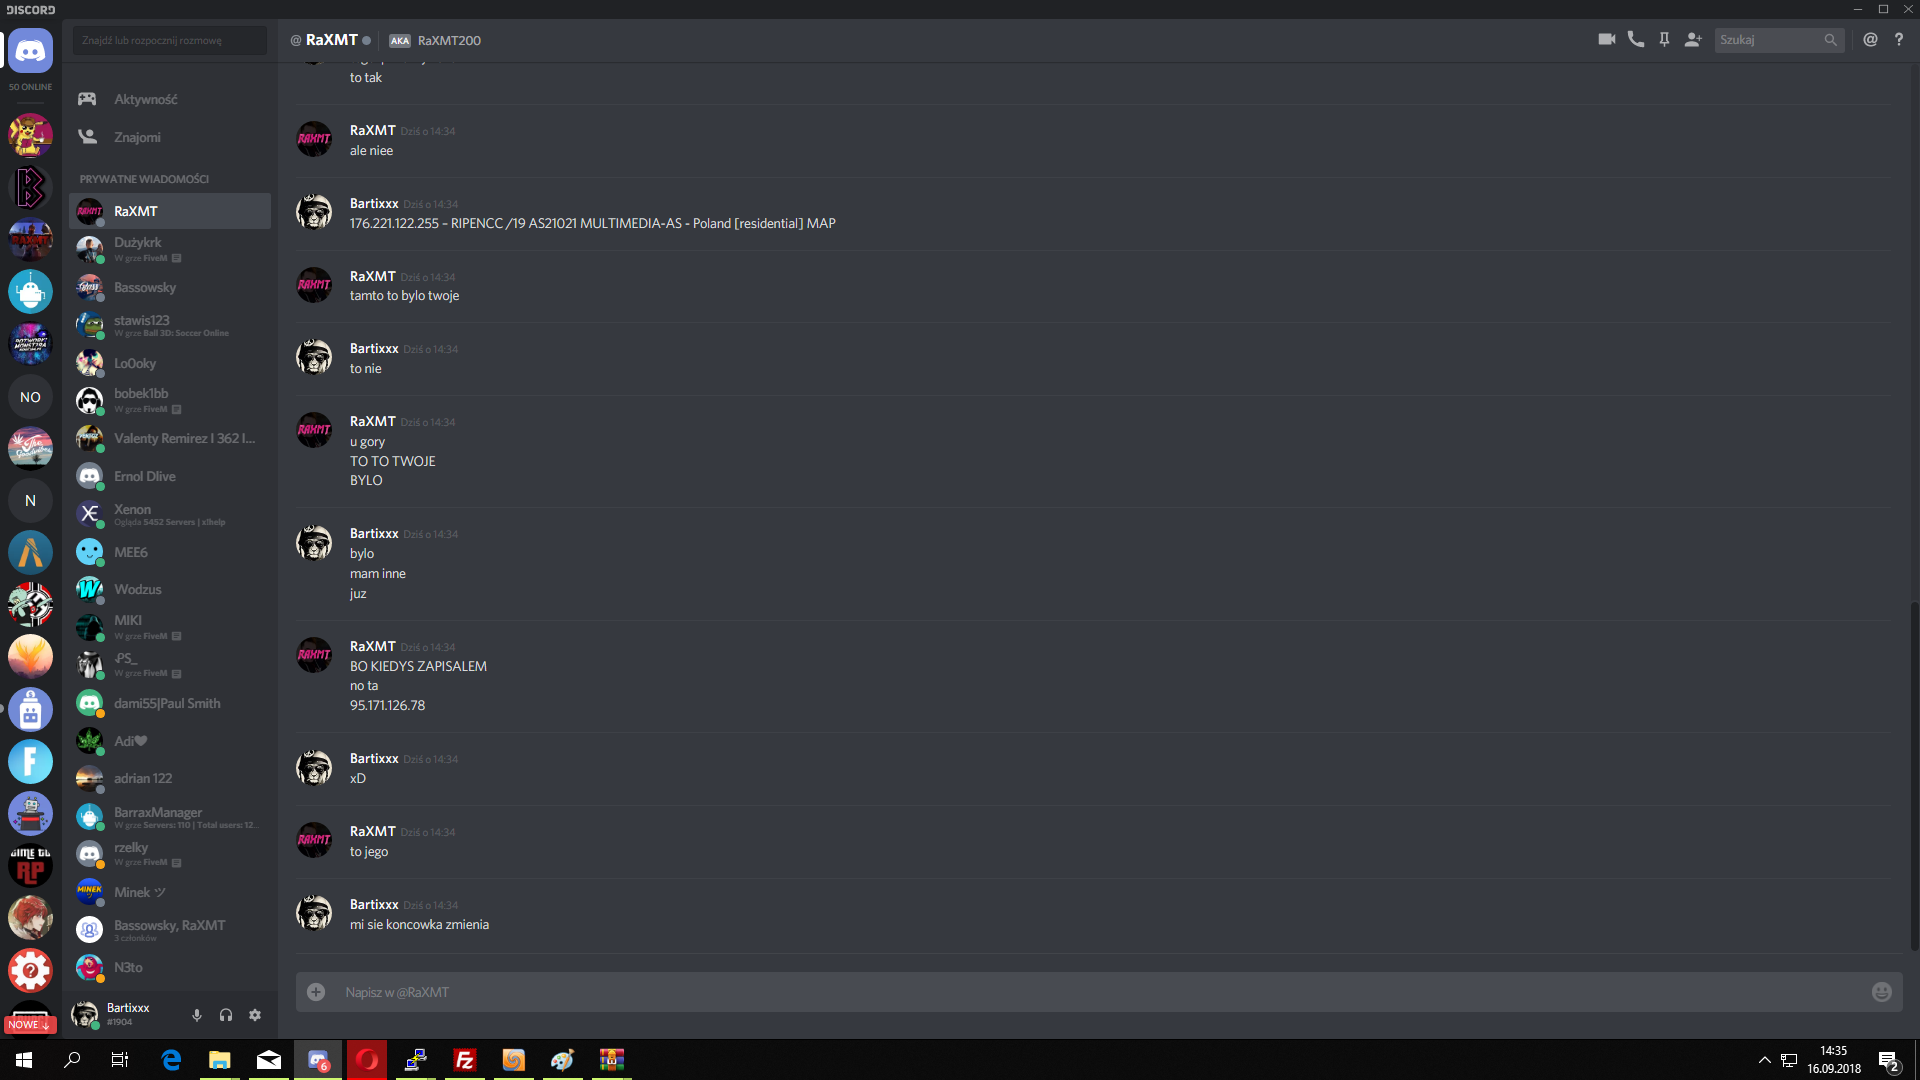 DISCORD
Znajdź lub rozpocznij rozmowę
@ RaXMT
AKA RaXMT200
Szukaj
50 ONLINE
NO
N
GIME TO
RP
NOWE ↓
Aktywność
Znajomi
PRYWATNE WIADOMOŚCI
RaXMT
Dużykrk
W grze FiveM
Bassowsky
stawis123
W grze Ball 3D: Soccer Online
Lo0oky
bobek1bb
W grze FiveM
Valenty Remirez I 362 I...
Ernol Dlive
Xenon
Ogląda 5452 Servers | x!help
MEE6
Wodzus
MIKI
W grze FiveM
W grze FiveM
dami55|Paul Smith
Adi🖤
adrian 122
BarraxManager
W grze Servers: 110 | Total users: 12...
rzelky
W grze FiveM
Minek ツ
Bassowsky, RaXMT
3 członków
N3to
Bartixxx
#1904
to tak
RaXMT Dziś o 14:34
ale niee
Bartixxx Dziś o 14:34
176.221.122.255 – RIPENCC /19 AS21021 MULTIMEDIA-AS - Poland [residential] MAP
RaXMT Dziś o 14:34
tamto to bylo twoje
Bartixxx Dziś o 14:34
to nie
RaXMT Dziś o 14:34
u gory
TO TO TWOJE
BYLO
Bartixxx Dziś o 14:34
bylo
mam inne
juz
RaXMT Dziś o 14:34
BO KIEDYS ZAPISALEM
no ta
95.171.126.78
Bartixxx Dziś o 14:34
xD
RaXMT Dziś o 14:34
to jego
Bartixxx Dziś o 14:34
mi sie koncowka zmienia
Napisz w @RaXMT
6
14:35
16.09.2018
2